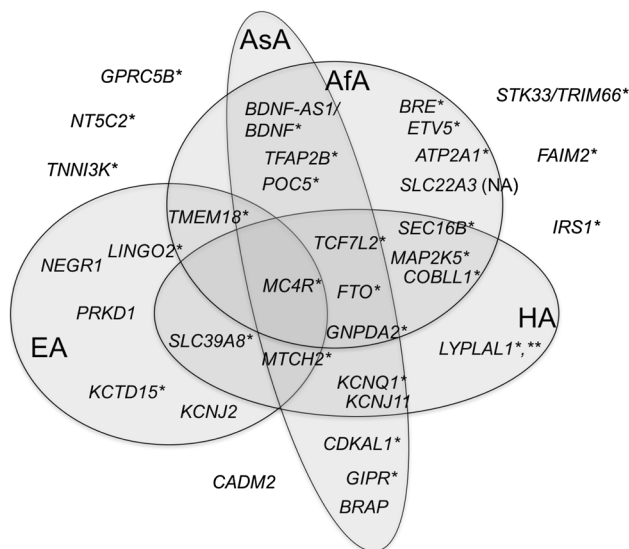 AsA
GPRC5B*
AfA
STK33/TRIM66*
BDNF-AS1/
BDNF*
BRE*
NT5C2*
ETV5*
TFAP2B*
ATP2A1*
FAIM2*
TNNI3K*
POC5*
SLC22A3 (NA)
TMEM18*
SEC16B*
IRS1*
LINGO2*
TCF7L2*
NEGR1
MAP2K5*
COBLL1*
MC4R*
FTO*
PRKD1
HA
GNPDA2*
EA
SLC39A8*
LYPLAL1*,**
MTCH2*
KCTD15*
KCNQ1*
KCNJ11
KCNJ2
CDKAL1*
CADM2
GIPR*
BRAP